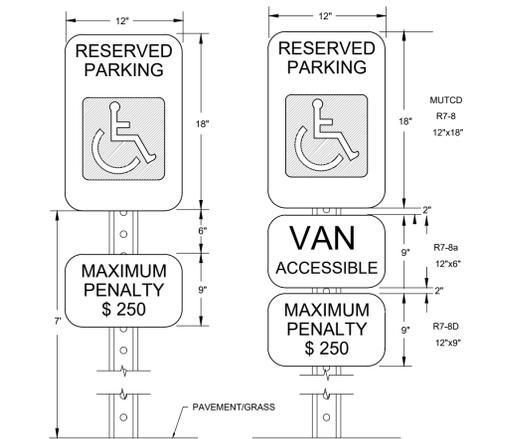 12"
RESERVED
PARKING
18"
6"
MAXIMUM
PENALTY
$ 250
9"
7'
12"
RESERVED
PARKING
18"
MUTCD
R7-8
12"x18"
2"
VAN
ACCESSIBLE
9"
R7-8a
12"x6"
2"
MAXIMUM
PENALTY
$ 250
9"
R7-8D
12"x9"
PAVEMENT/GRASS